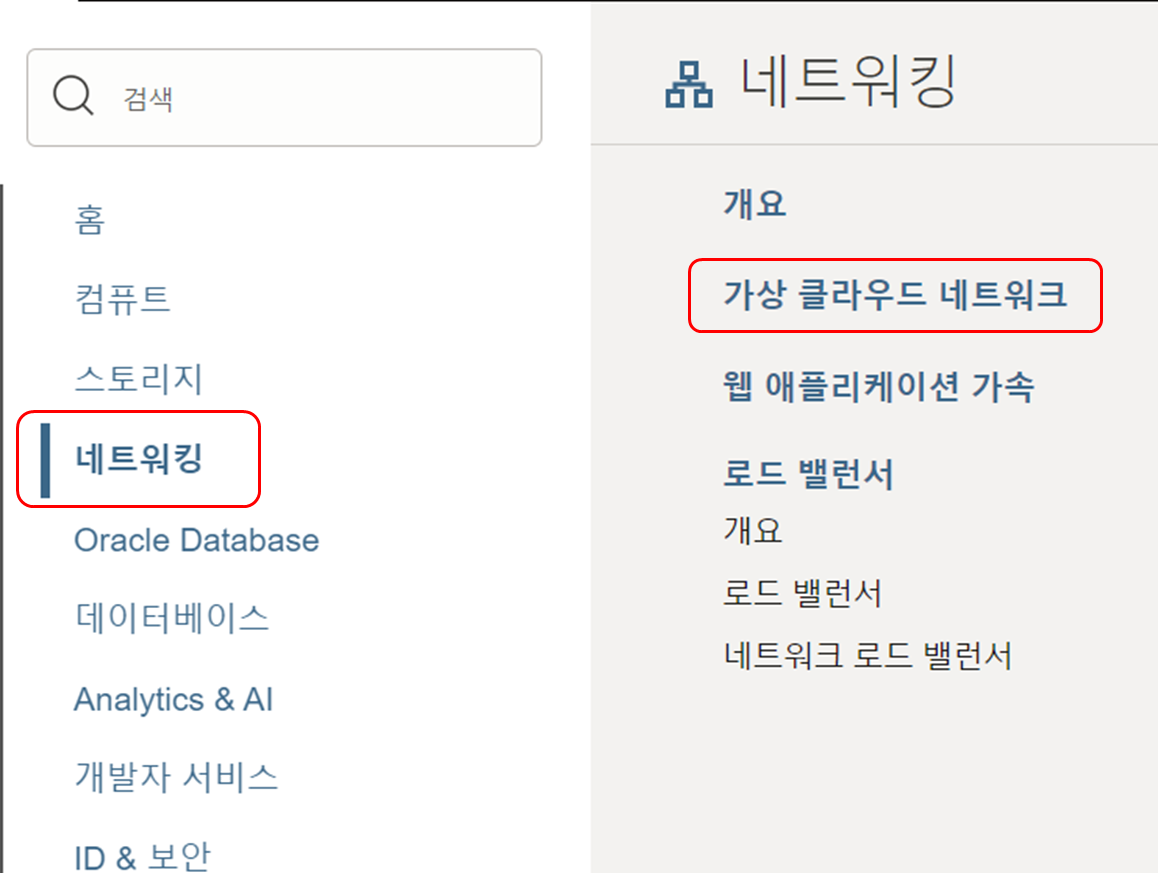 검색
홈
컴퓨트
스토리지
네트워킹
Oracle Database
데이터베이스
Analytics & AI
개발자 서비스
ID & 보안
네트워킹
개요
가상 클라우드 네트워크
웹 애플리케이션 가속
로드 밸런서
개요
로드 밸런서
네트워크 로드 밸런서